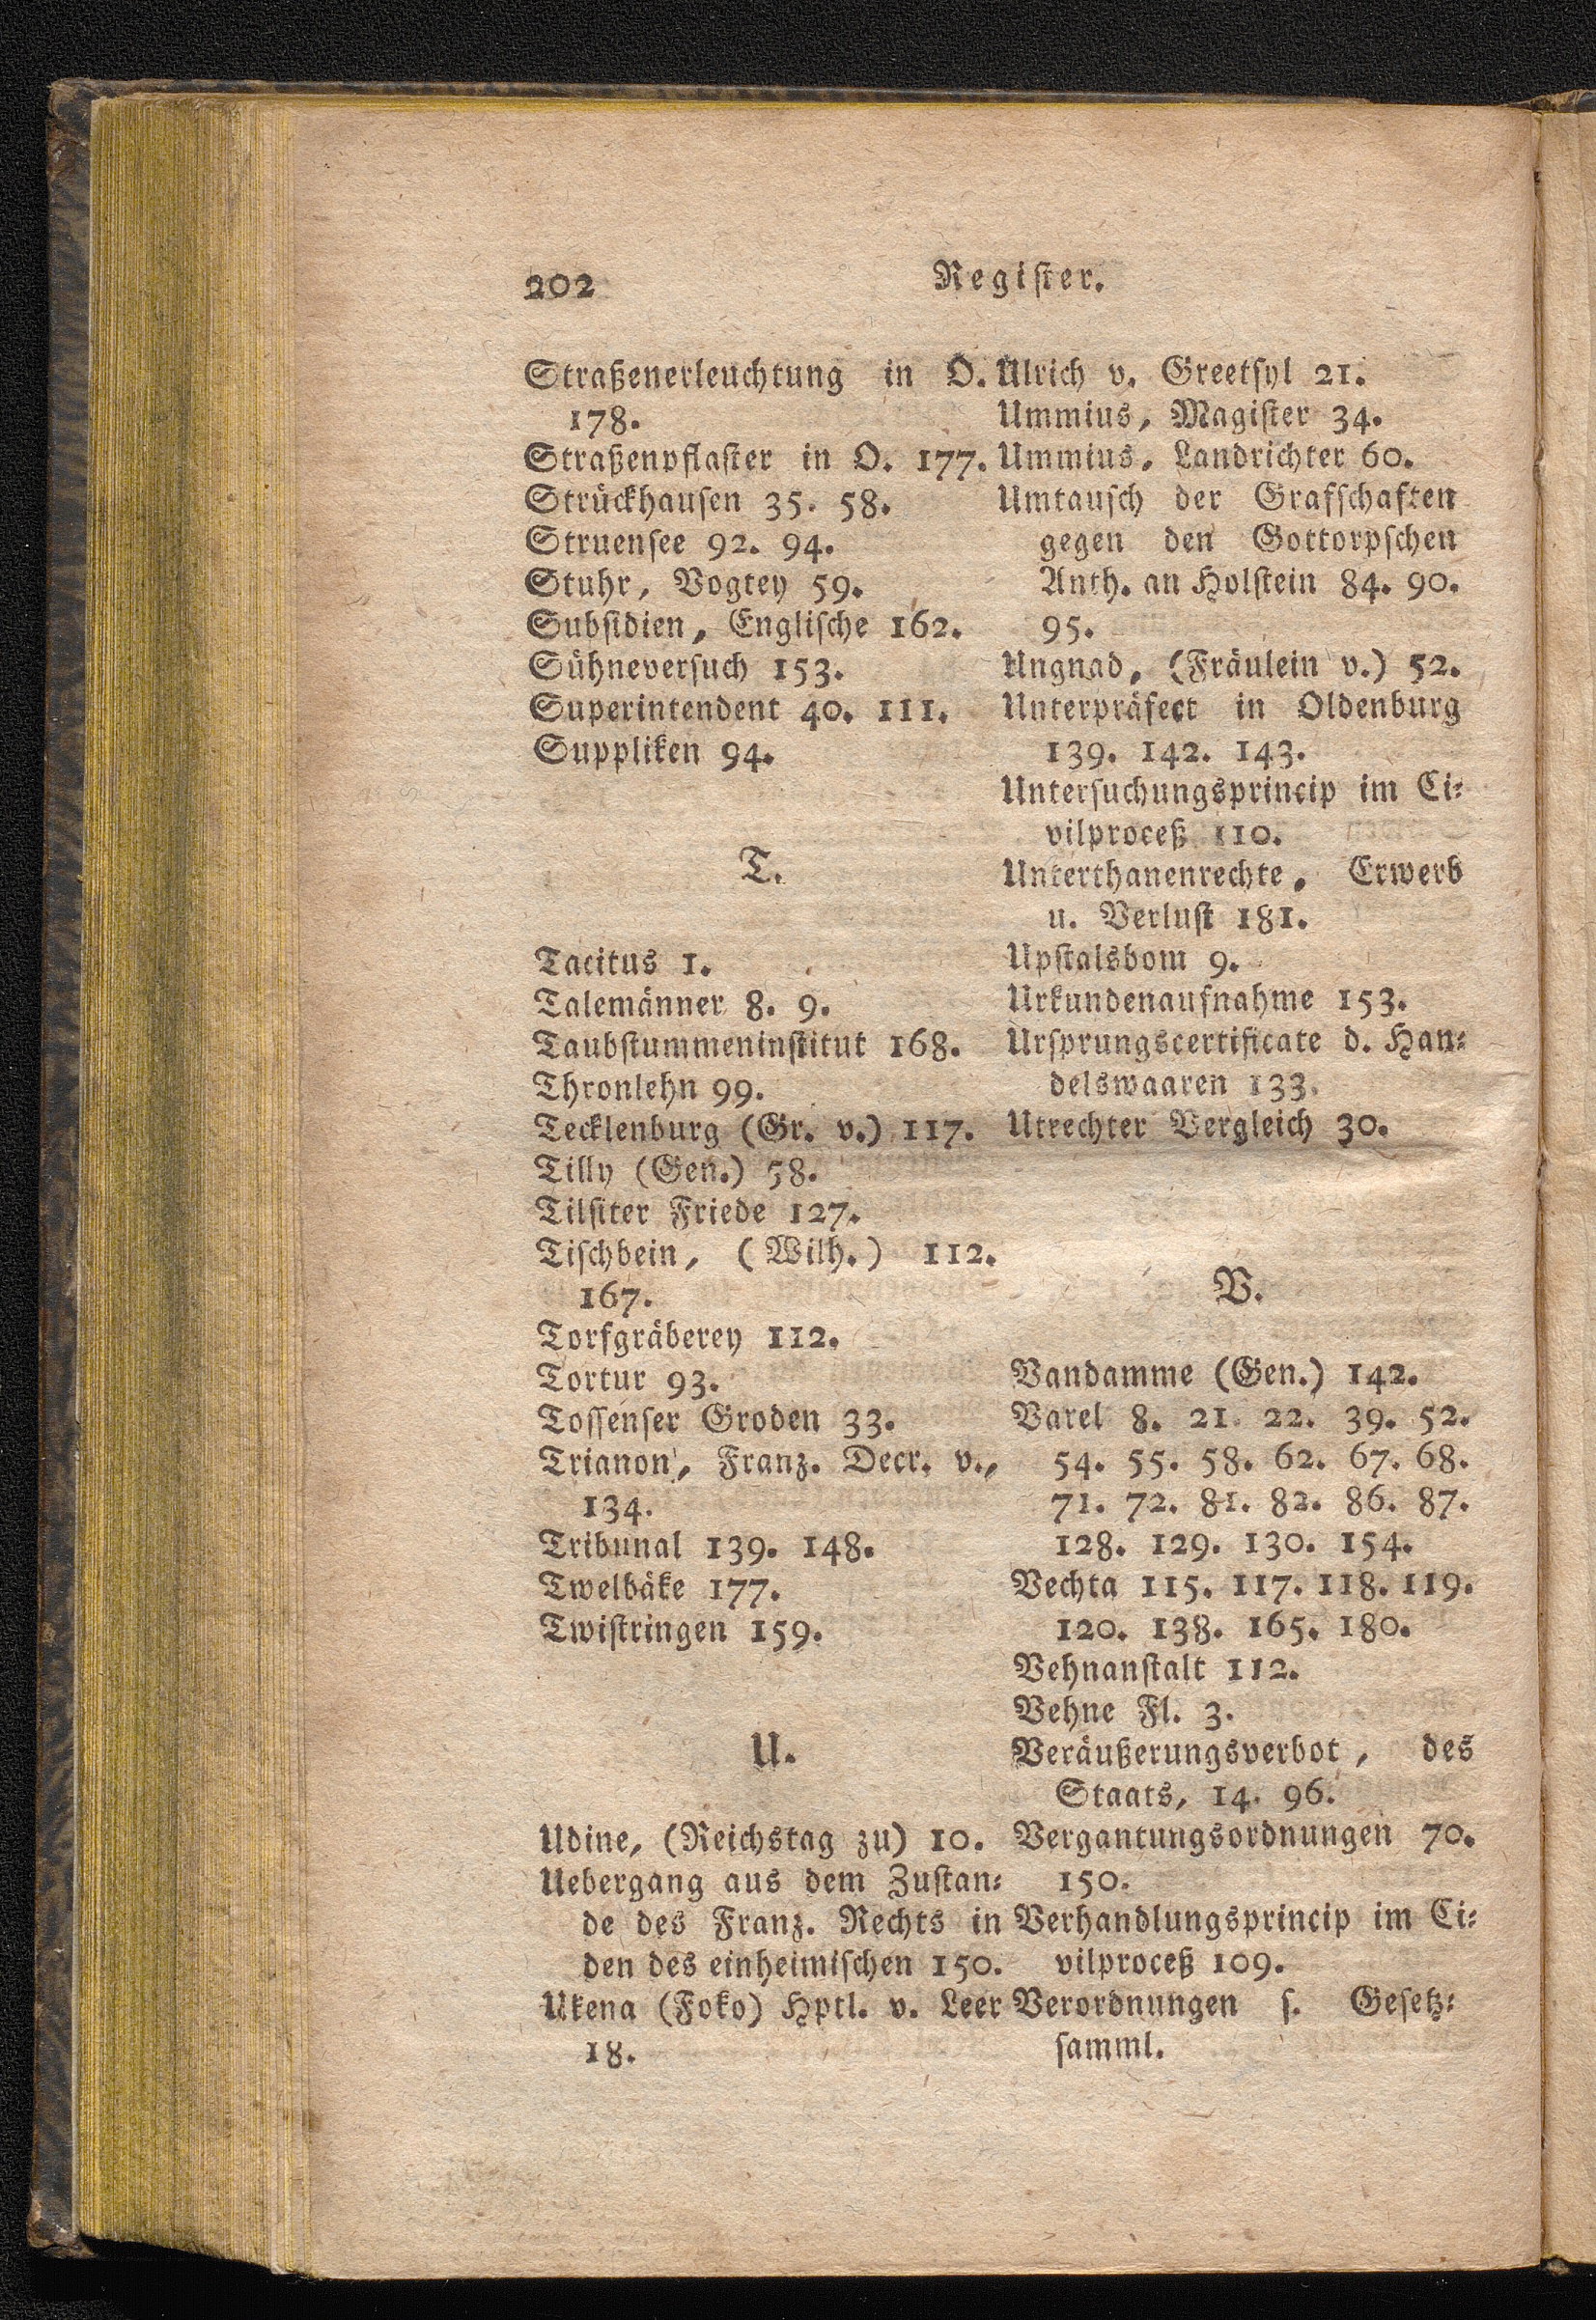 202
Register.
Straßenerleuchtung in O.
178.
Straßenpflaster in O. 177.
Strückhausen 35. 58.
Struensee 92. 94.
Stuhr, Vogtey 59.
Subsidien, Englische 162.
Sühneversuch 153.
Superintendent 40. 111.
Suppliken 94.
T.
Tacitus 1.
Talemänner 8. 9.
Taubstummeninstitut 168.
Thronlehn 99.
Tecklenburg (Gr. v.) 117.
Tilly (Gen.) 58.
Tilsiter Friede 127.
Tischbein, (Wilh.) 112.
167.
Torfgräberey 112.
Tortur 93.
Tossenser Groden 33.
Trianon, Franz. Decr. v.,
134.
Tribunal 139. 148.
Twelbäke 177.
Twistringen 159.
U.
Udine, (Reichstag zu) 10.
Uebergang aus dem Zustan-
de des Franz. Rechts in
den des einheimischen 150.
Ukena (Foko) Hptl. v. Leer
18.
Ulrich v. Greetsyl 21.
Ummius, Magister 34.
Ummius, Landrichter 60.
Umtausch der Grafschaften
gegen den Gottorpschen
Anth. an Holstein 84. 90.
95.
Ungnad, (Fräulein v.) 52.
Unterpräfect in Oldenburg
139. 142. 143.
Untersuchungsprincip im Ci-
vilproceß 110.
Unterthanenrechte, Erwerb
u. Verlust 181.
Upstalsbom 9.
Urkundenaufnahme 153.
Ursprungscertificate d. Han-
delswaaren 133.
Utrechter Vergleich 30.
V.
Vandamme (Gen.) 142.
Varel 8. 21. 22. 39. 52.
54. 55. 58. 62. 67. 68.
71. 72. 81. 82. 86. 87.
128. 129. 130. 154.
Vechta 115. 117. 118. 119.
120. 138. 165. 180.
Vehnanstalt 112.
Vehne Fl. 3.
Veräußerungsverbot, des
Staats, 14. 96.
Vergantungsordnungen 70.
150.
Verhandlungsprincip im Ci-
vilproceß 109.
Verordnungen s. Gesetz-
samml.